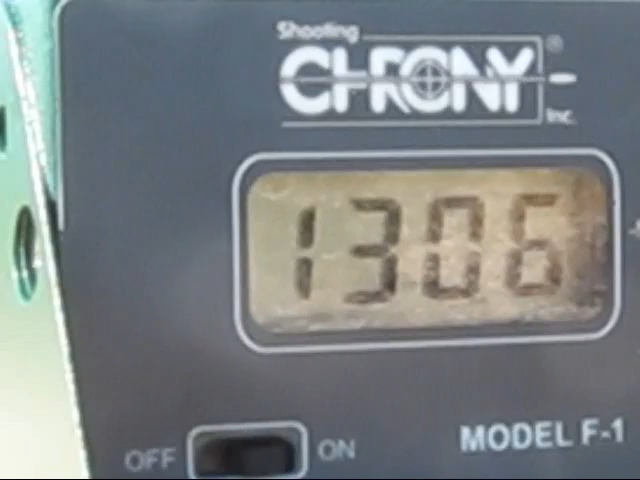 Shooting
CHRONY ®
Inc.
1306
OFF ON
MODEL F-1